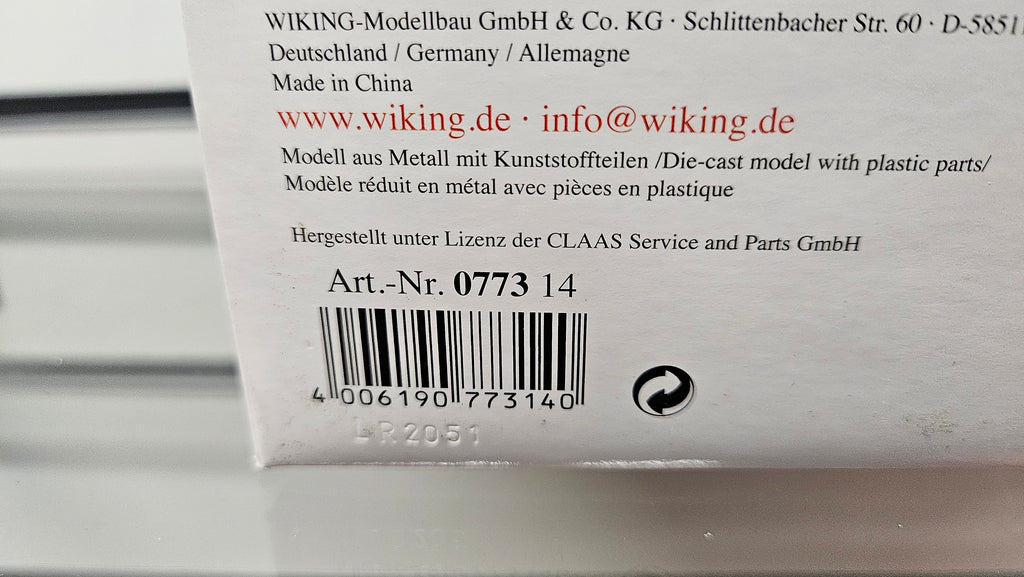 WIKING-Modellbau GmbH & Co. KG · Schlittenbacher Str. 60 · D-5851
Deutschland / Germany / Allemagne
Made in China
www.wiking.de · info@wiking.de
Modell aus Metall mit Kunststoffteilen /Die-cast model with plastic parts/
Modèle réduit en métal avec pièces en plastique
Hergestellt unter Lizenz der CLAAS Service and Parts GmbH
Art.-Nr. 0773 14
4 006190 773140
LR2051